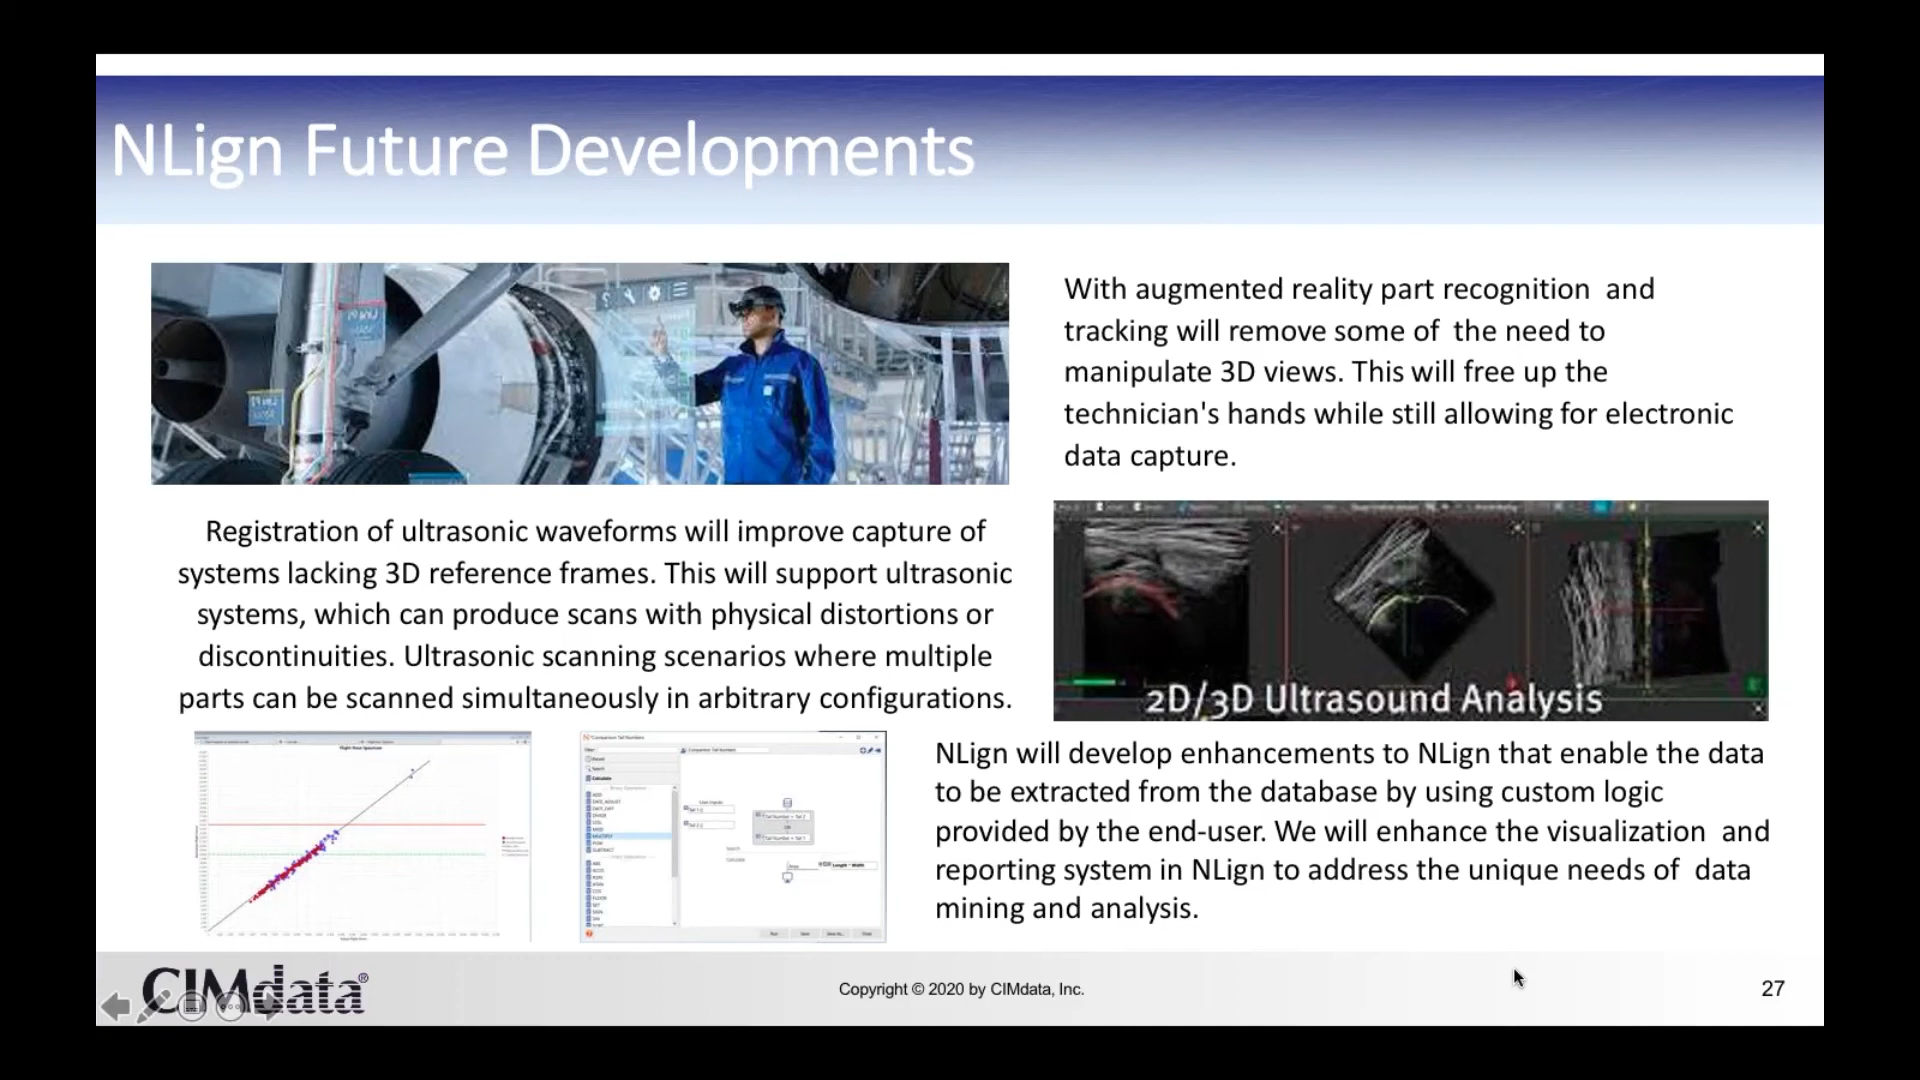 NLign Future Developments
With augmented reality part recognition  and
tracking will remove some of  the need to
manipulate 3D views. This will free up the
technician's hands while still allowing for electronic
data capture.
Registration of ultrasonic waveforms will improve capture of
systems lacking 3D reference frames. This will support ultrasonic
systems, which can produce scans with physical distortions or
discontinuities. Ultrasonic scanning scenarios where multiple
parts can be scanned simultaneously in arbitrary configurations.
2D/3D Ultrasound Analysis
Comparison Tail Numbers
Calculate
NLign will develop enhancements to NLign that enable the data
to be extracted from the database by using custom logic
provided by the end-user. We will enhance the visualization  and
reporting system in NLign to address the unique needs of  data
mining and analysis.
CIMdata®
Copyright © 2020 by CIMdata, Inc.
27